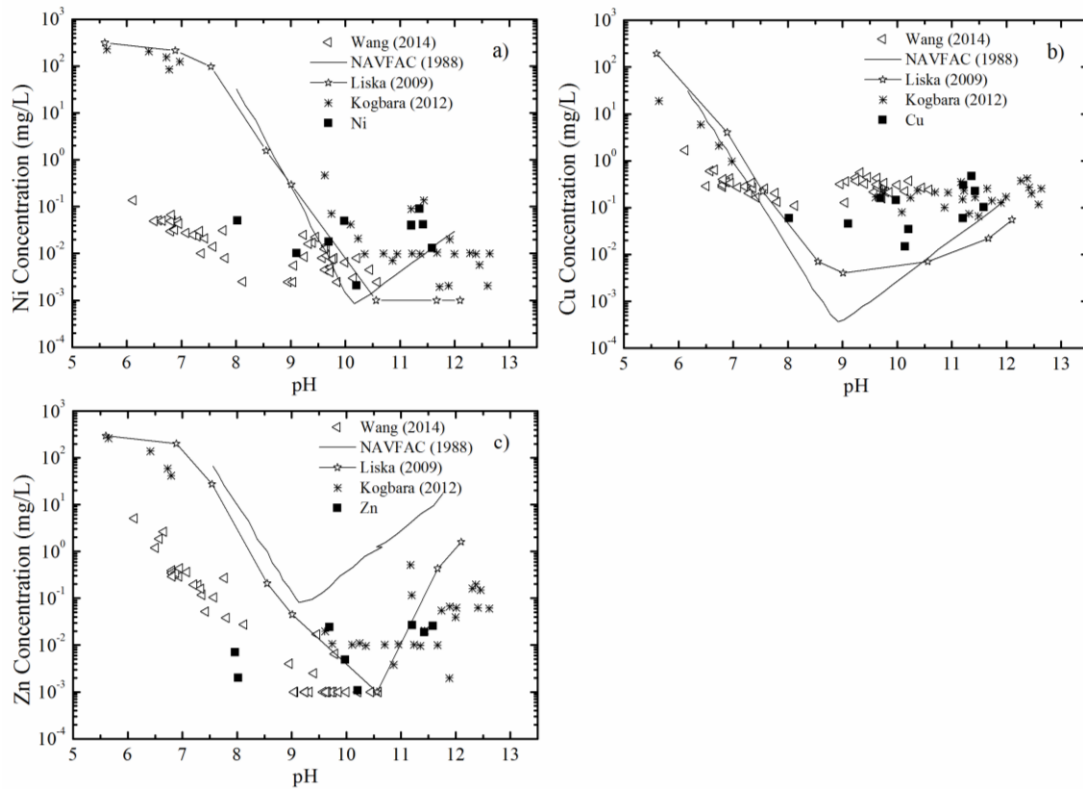 a)
Wang (2014)
NAVFAC (1988)
Liska (2009)
Kogbara (2012)
Ni
Ni Concentration (mg/L)
10³
10²
10¹
10⁰
10⁻¹
10⁻²
10⁻³
10⁻⁴
5 6 7 8 9 10 11 12 13
pH
b)
Wang (2014)
NAVFAC (1988)
Liska (2009)
Kogbara (2012)
Cu
Cu Concentration (mg/L)
10³
10²
10¹
10⁰
10⁻¹
10⁻²
10⁻³
10⁻⁴
5 6 7 8 9 10 11 12 13
pH
c)
Wang (2014)
NAVFAC (1988)
Liska (2009)
Kogbara (2012)
Zn
Zn Concentration (mg/L)
10³
10²
10¹
10⁰
10⁻¹
10⁻²
10⁻³
10⁻⁴
5 6 7 8 9 10 11 12 13
pH